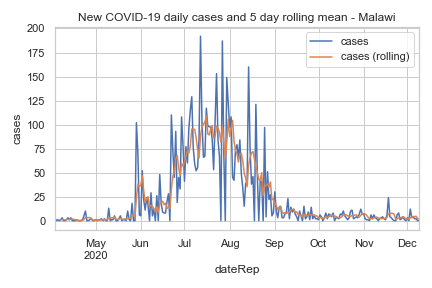 New COVID-19 daily cases and 5 day rolling mean - Malawi
cases
cases (rolling)
200
175
150
125
100
75
50
25
0
cases
May
2020
Jun
Jul
Aug
Sep
Oct
Nov
Dec
dateRep